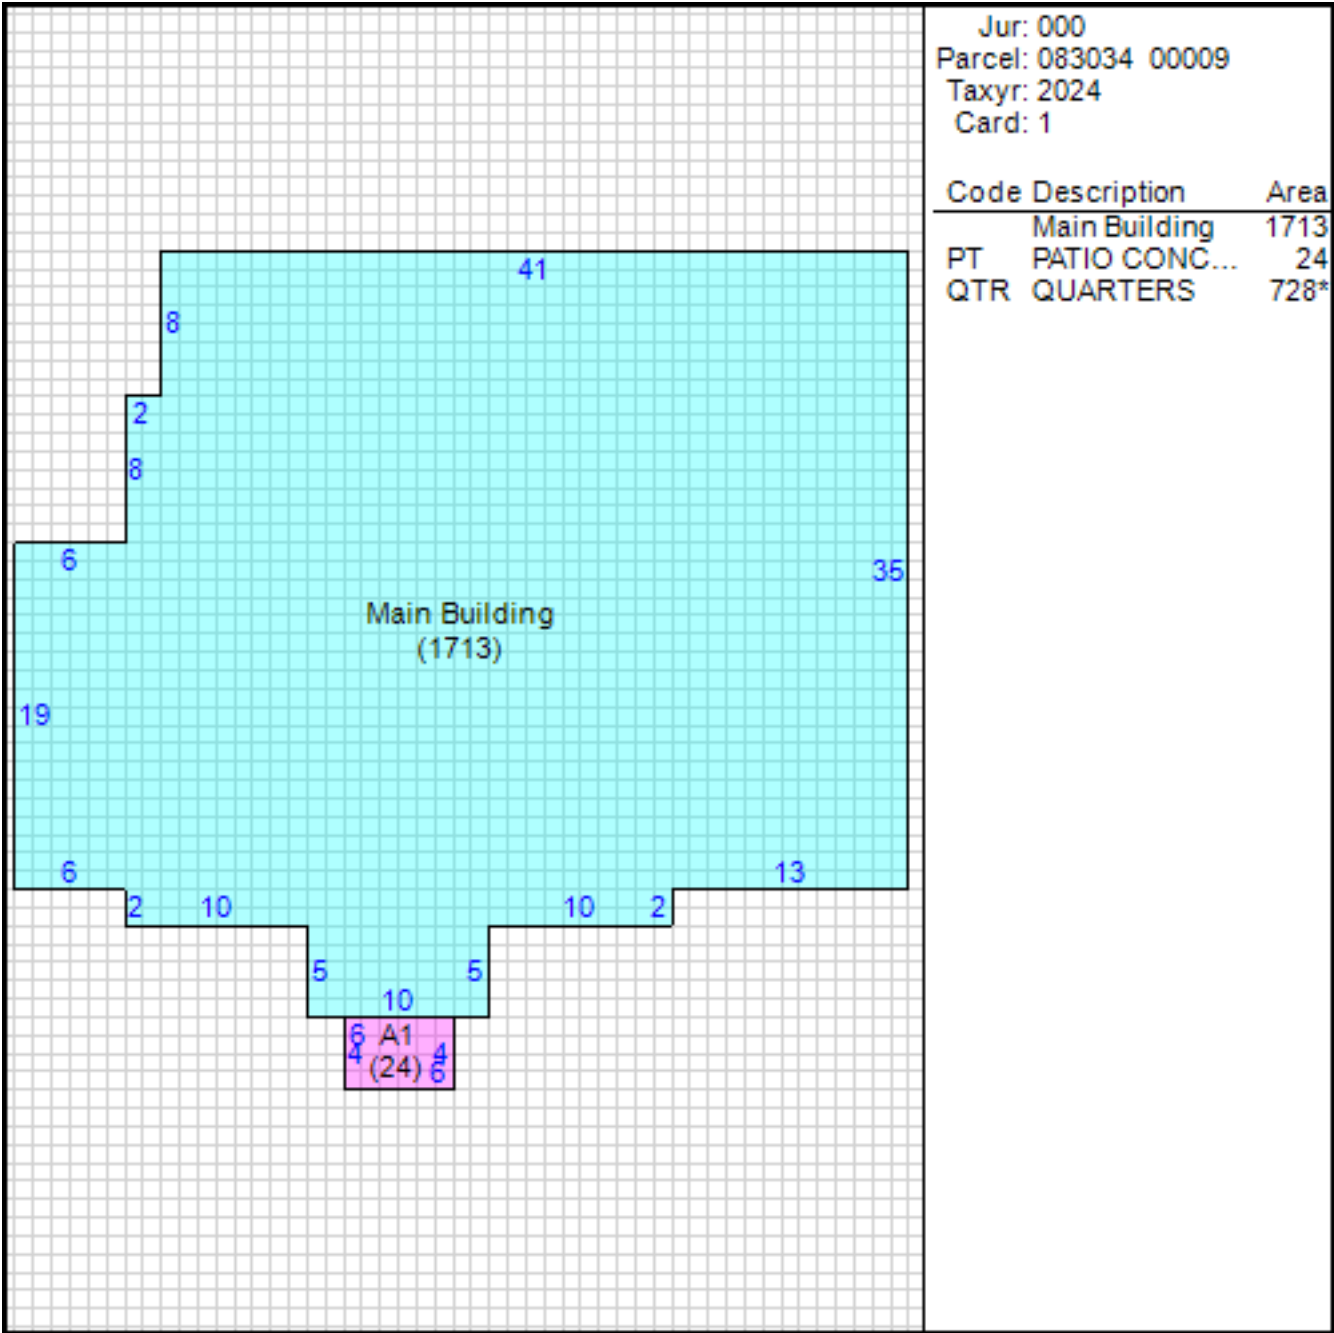 Jur: 000
Parcel: 083034 00009
Taxyr: 2024
Card: 1
Code Description Area
Main Building 1713
PT PATIO CONC... 24
QTR QUARTERS 728*
41
8
2
8
6
35
Main Building
(1713)
19
6
13
2 10 10 2
5 5
10
6 A1
4 4
(24) 6